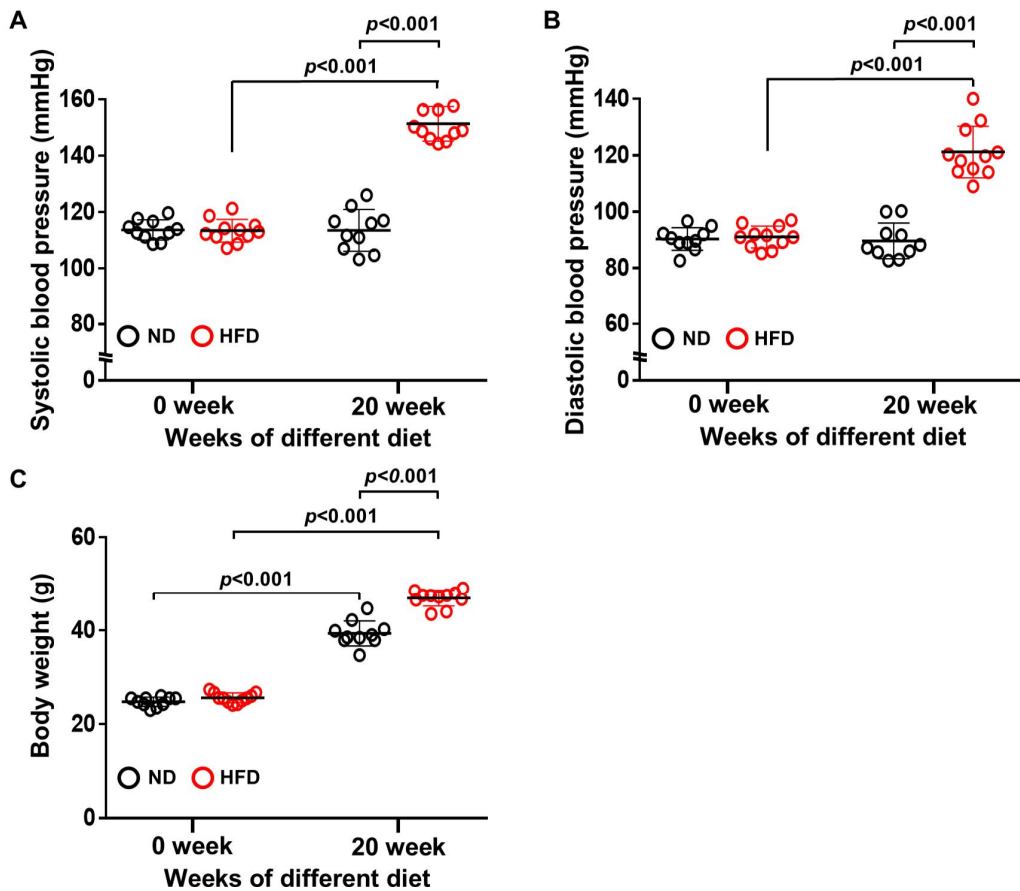 A
p<0.001
p<0.001
Systolic blood pressure (mmHg)
160
140
120
100
80
0
ND
HFD
0 week
20 week
Weeks of different diet
B
p<0.001
p<0.001
Diastolic blood pressure (mmHg)
140
120
100
80
60
0
ND
HFD
0 week
20 week
Weeks of different diet
C
p<0.001
p<0.001
p<0.001
Body weight (g)
60
40
20
0
ND
HFD
0 week
20 week
Weeks of different diet